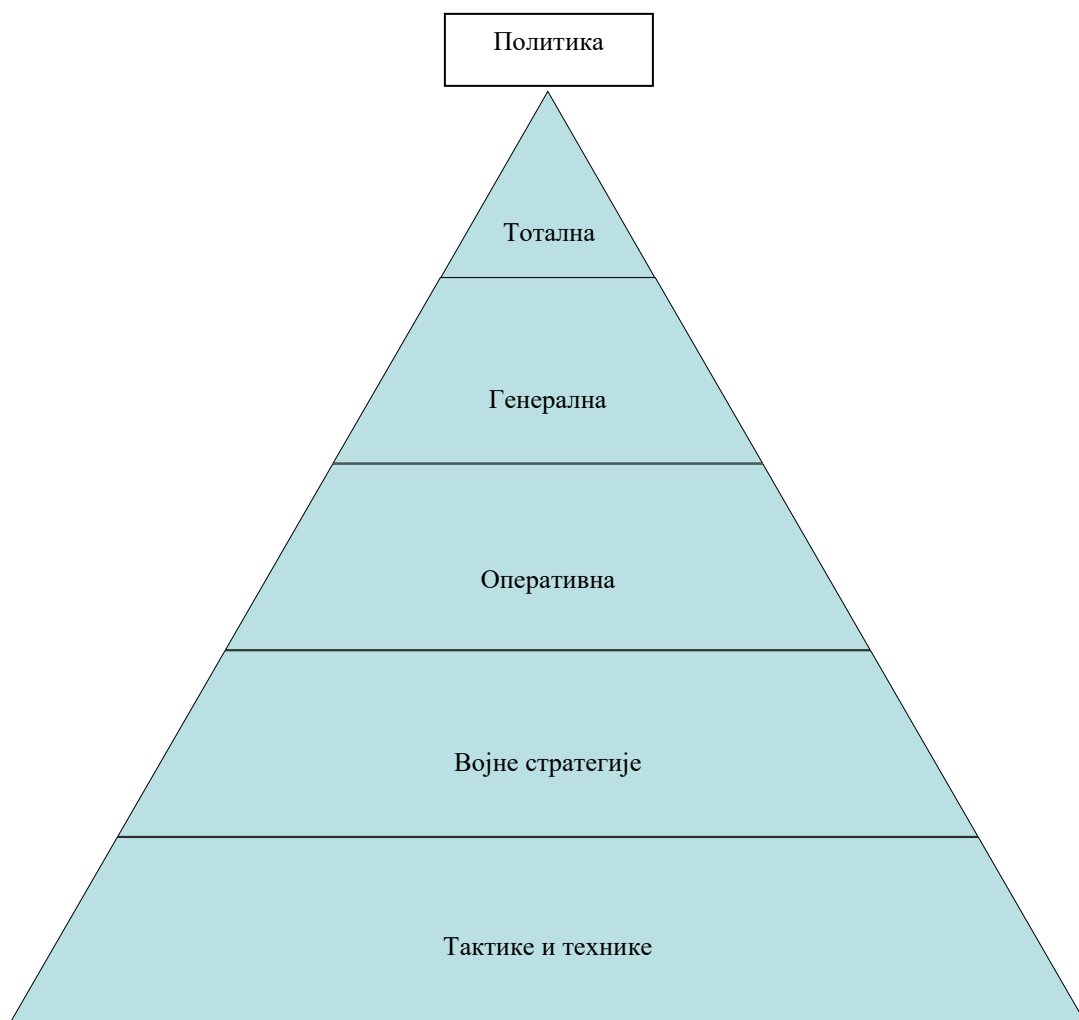 Политика
Тотална
Генерална
Оперативна
Војне стратегије
Тактике и технике